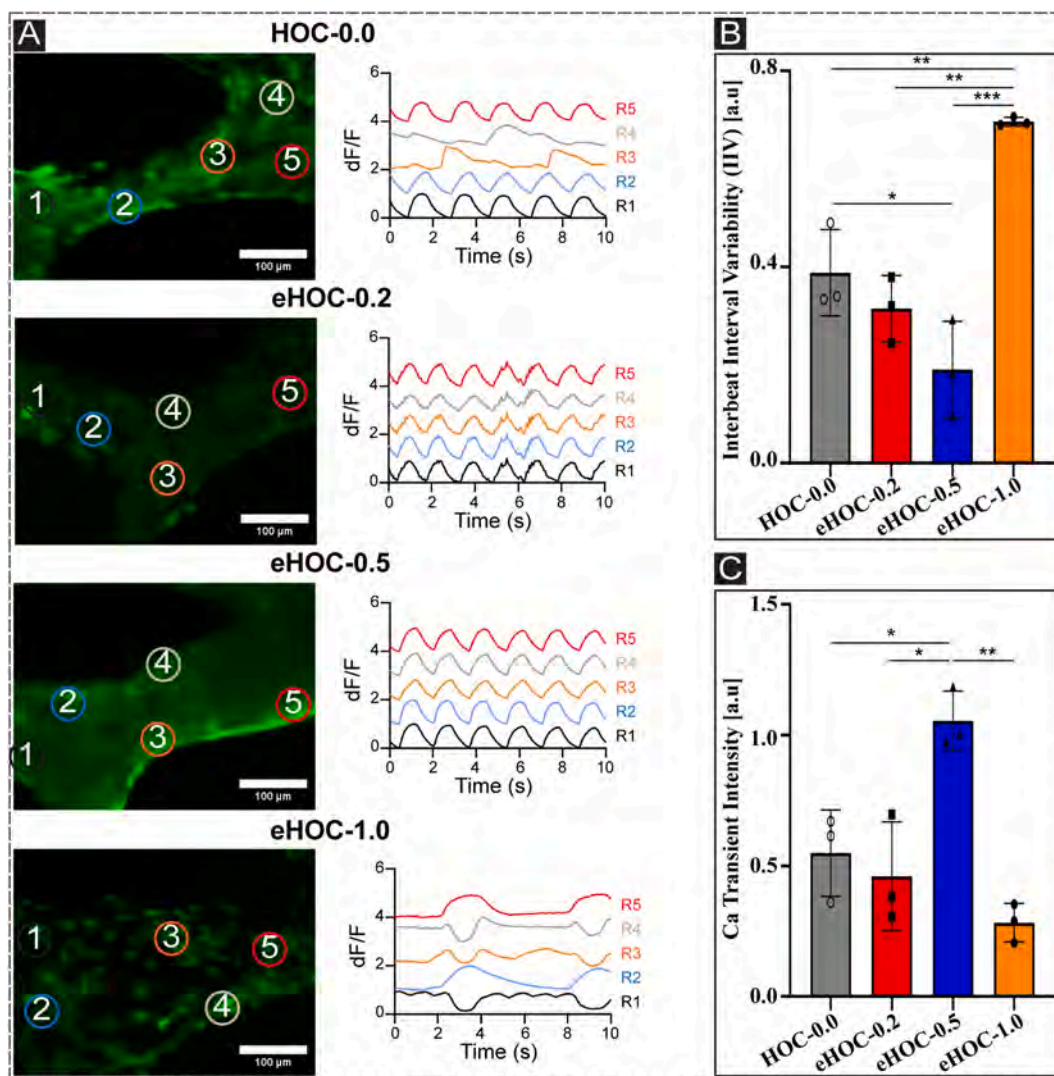 A
HOC-0.0
1
2
3
4
5
100 µm
6
4
2
0
dF/F
R5
R4
R3
R2
R1
0 2 4 6 8 10
Time (s)
eHOC-0.2
1
2
3
4
5
100 µm
6
4
2
0
dF/F
R5
R4
R3
R2
R1
0 2 4 6 8 10
Time (s)
eHOC-0.5
1
2
3
4
5
100 µm
6
4
2
0
dF/F
R5
R4
R3
R2
R1
0 2 4 6 8 10
Time (s)
eHOC-1.0
1
2
3
4
5
100 µm
6
4
2
0
dF/F
R5
R4
R3
R2
R1
0 2 4 6 8 10
Time (s)
B
Interbeat Interval Variability (IIV) [a.u]
0.8
0.4
0.0
**
**
***
*
HOC-0.0
eHOC-0.2
eHOC-0.5
eHOC-1.0
C
Ca Transient Intensity [a.u]
1.5
1.0
0.5
0.0
*
*
**
HOC-0.0
eHOC-0.2
eHOC-0.5
eHOC-1.0